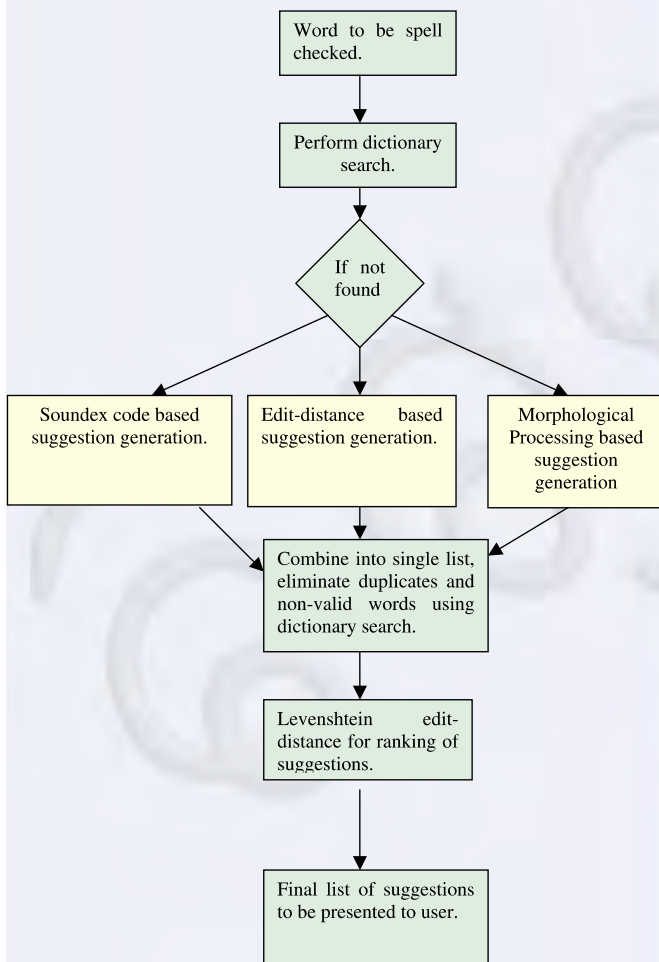 Word to be spell
checked.
Perform dictionary
search.
If not
found
Soundex code based
suggestion generation.
Edit-distance based
suggestion generation.
Morphological
Processing based
suggestion
generation
Combine into single list,
eliminate duplicates and
non-valid words using
dictionary search.
Levenshtein edit-
distance for ranking of
suggestions.
Final list of suggestions
to be presented to user.